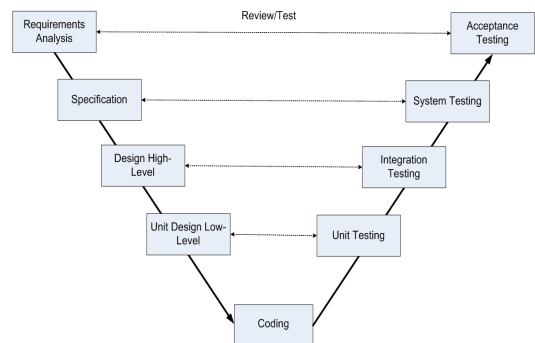 Review/Test
Requirements
Analysis
Acceptance
Testing
Specification
System Testing
Design High-
Level
Integration
Testing
Unit Design Low-
Level
Unit Testing
Coding